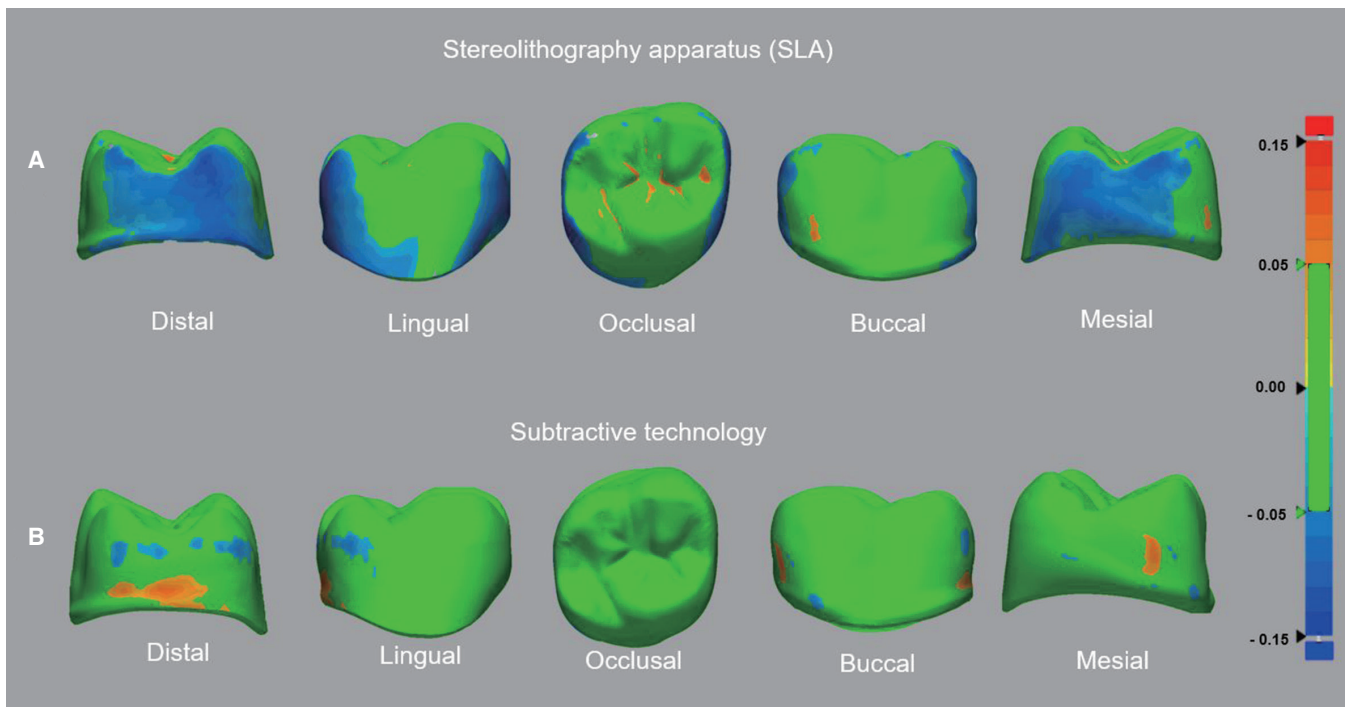 Stereolithography apparatus (SLA)
A
Distal
Lingual
Occlusal
Buccal
Mesial
Subtractive technology
B
Distal
Lingual
Occlusal
Buccal
Mesial
0.15
0.05
0.00
- 0.05
- 0.15